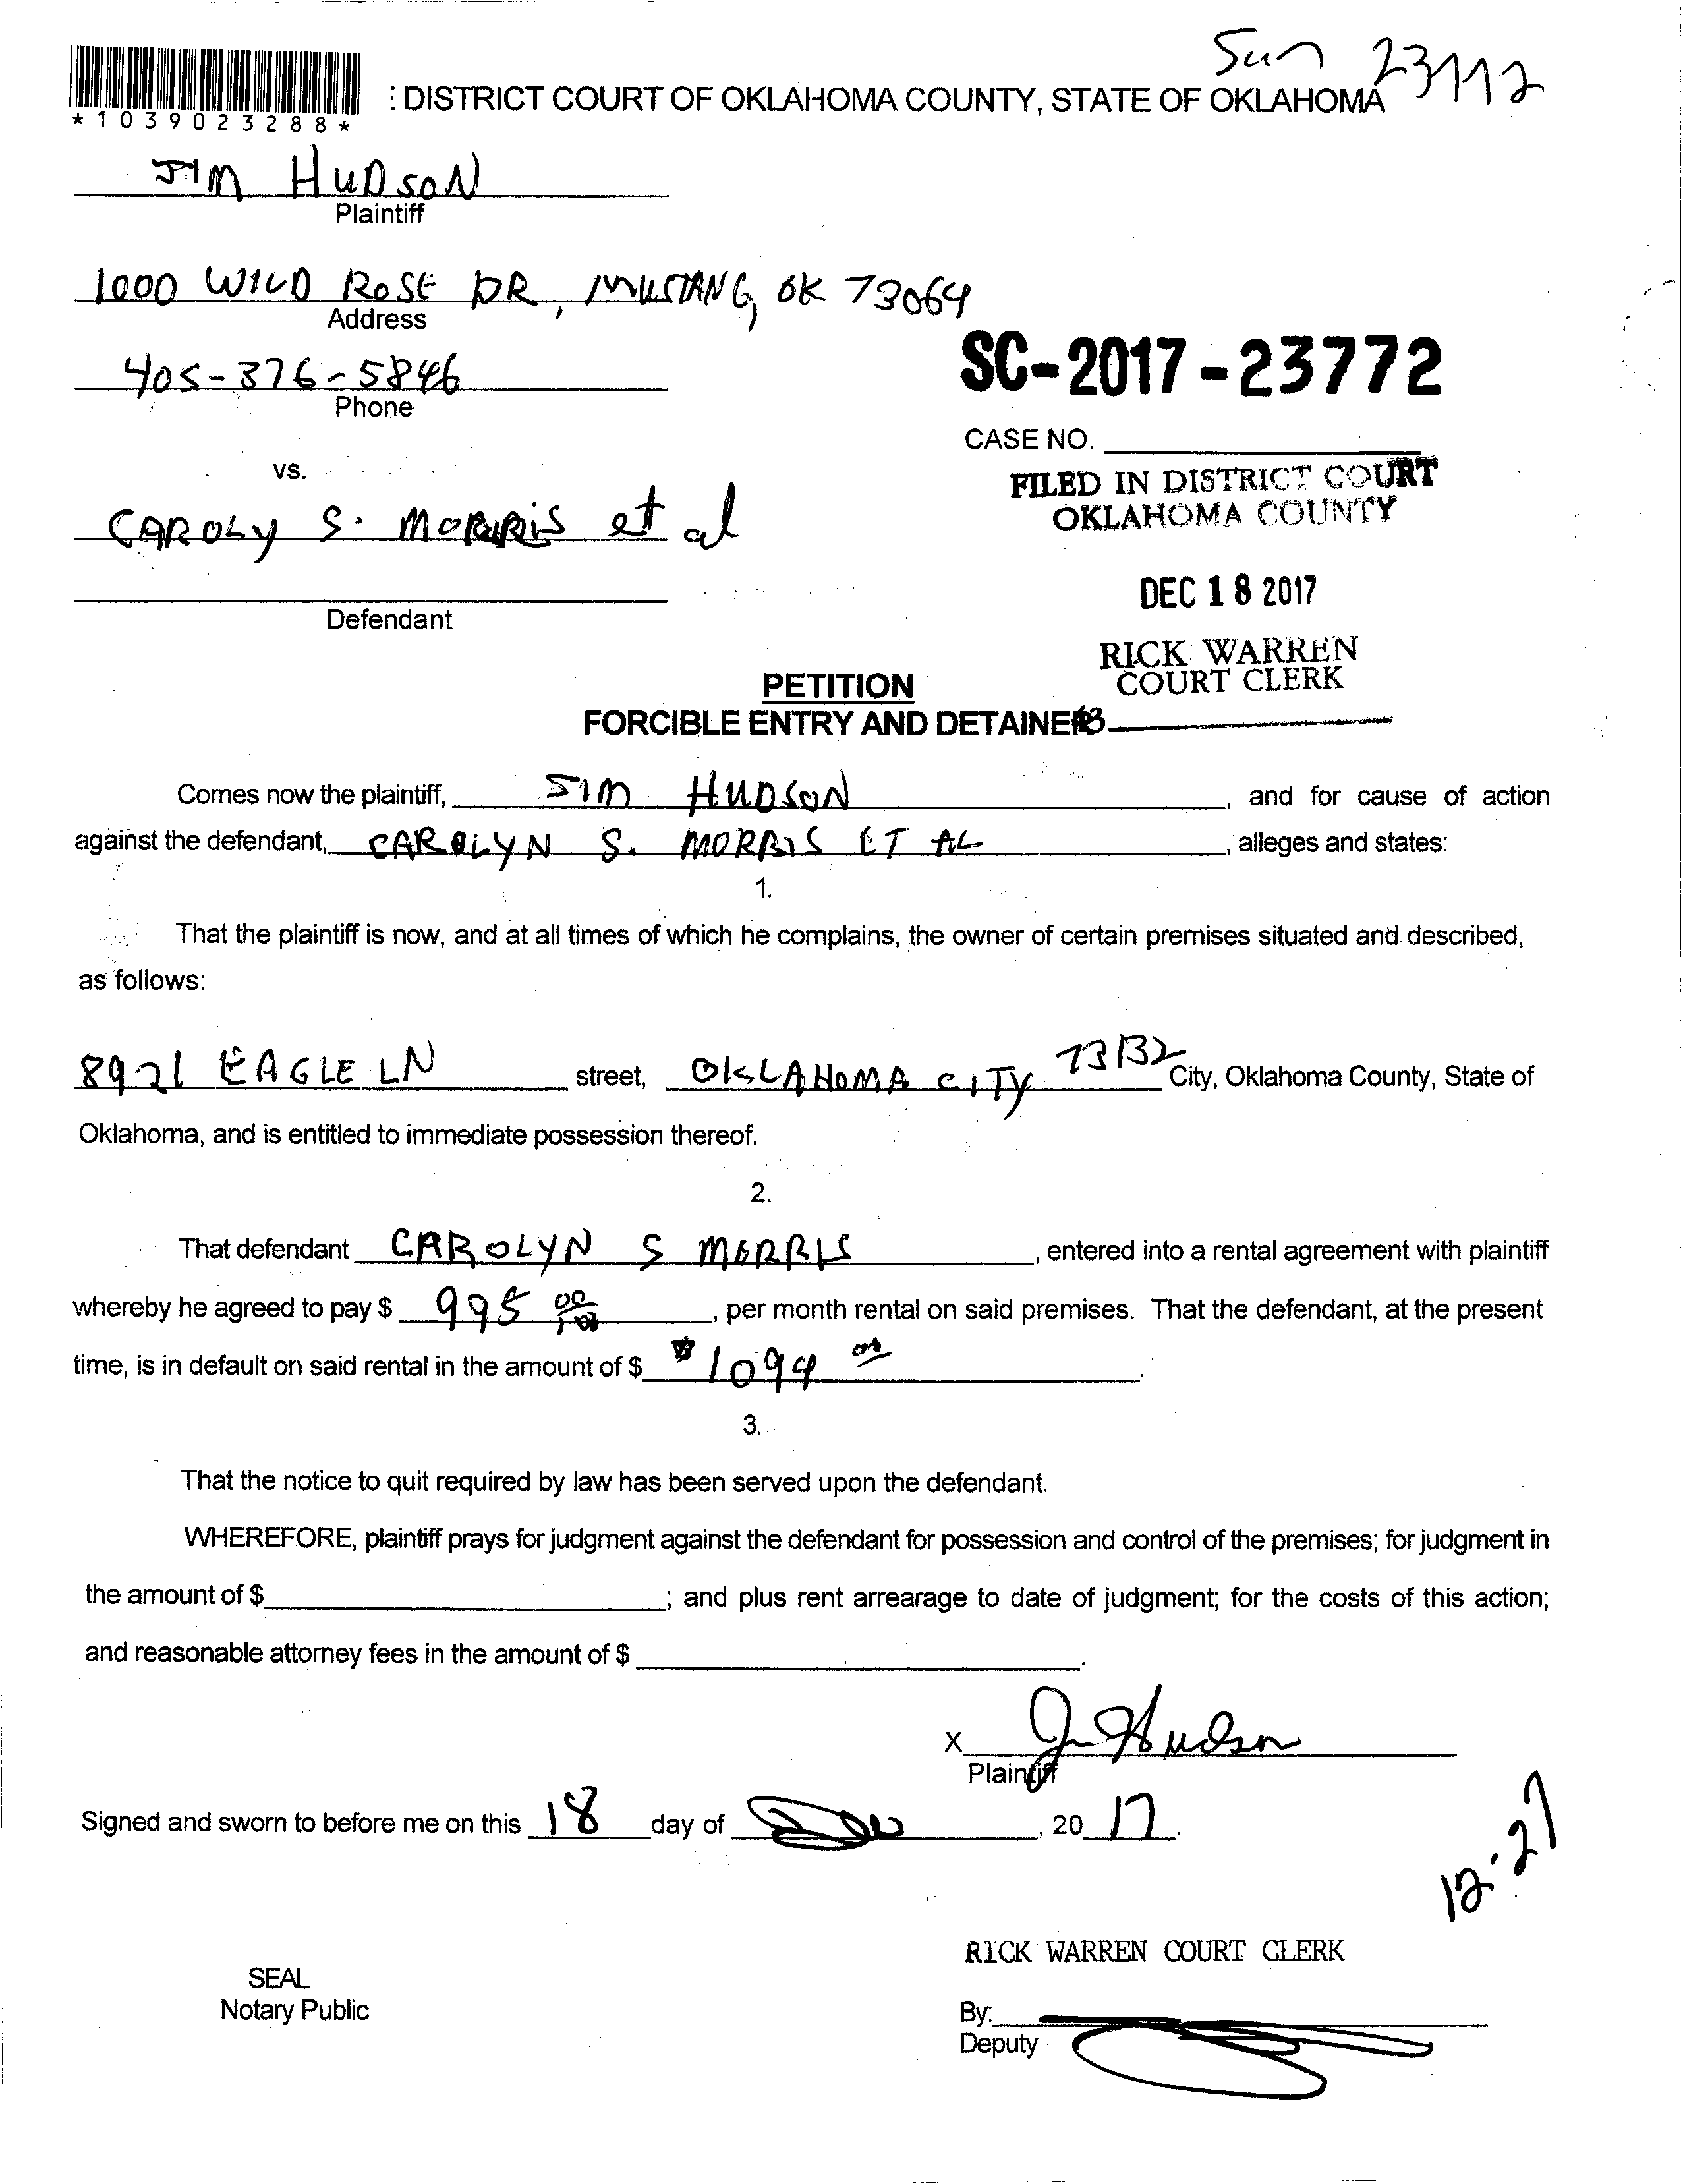 Sun 23772
*1039023288*
: DISTRICT COURT OF OKLAHOMA COUNTY, STATE OF OKLAHOMA
JIM HUDSON
Plaintiff
1000 WILD ROSE DR, MUSTANG, OK 73064
Address
405-376-5846
Phone
SC-2017-23772
CASE NO.
vs.
FILED IN DISTRICT COURT
OKLAHOMA COUNTY
CAROLY S. MORRIS et al
DEC 18 2017
Defendant
RICK WARREN
COURT CLERK
PETITION
FORCIBLE ENTRY AND DETAINER
Comes now the plaintiff, JIM HUDSON, and for cause of action
against the defendant, CAROLYN S. MORRIS ET AL, alleges and states:
1.
That the plaintiff is now, and at all times of which he complains, the owner of certain premises situated and described,
as follows:
8921 EAGLE LN street, OKLAHOMA CITY 73132 City, Oklahoma County, State of
Oklahoma, and is entitled to immediate possession thereof.
2.
That defendant CAROLYN S MORRIS, entered into a rental agreement with plaintiff
whereby he agreed to pay $ 995 00/100, per month rental on said premises. That the defendant, at the present
time, is in default on said rental in the amount of $ $1094 00.
3.
That the notice to quit required by law has been served upon the defendant.
WHEREFORE, plaintiff prays for judgment against the defendant for possession and control of the premises; for judgment in
the amount of $ ; and plus rent arrearage to date of judgment; for the costs of this action;
and reasonable attorney fees in the amount of $ .
X J Hudson
Plaintiff
Signed and sworn to before me on this 18 day of Dec, 20 17.
12-27
RICK WARREN COURT CLERK
SEAL
Notary Public
By:
Deputy